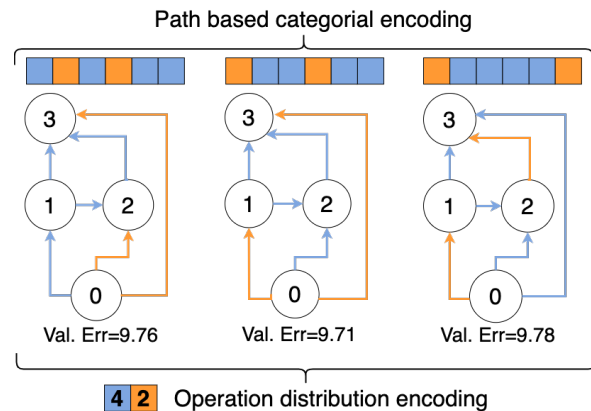 Path based categorial encoding
3 3 3
1 2 1 2 1 2
0 0 0
Val. Err=9.76 Val. Err=9.71 Val. Err=9.78
4 2 Operation distribution encoding